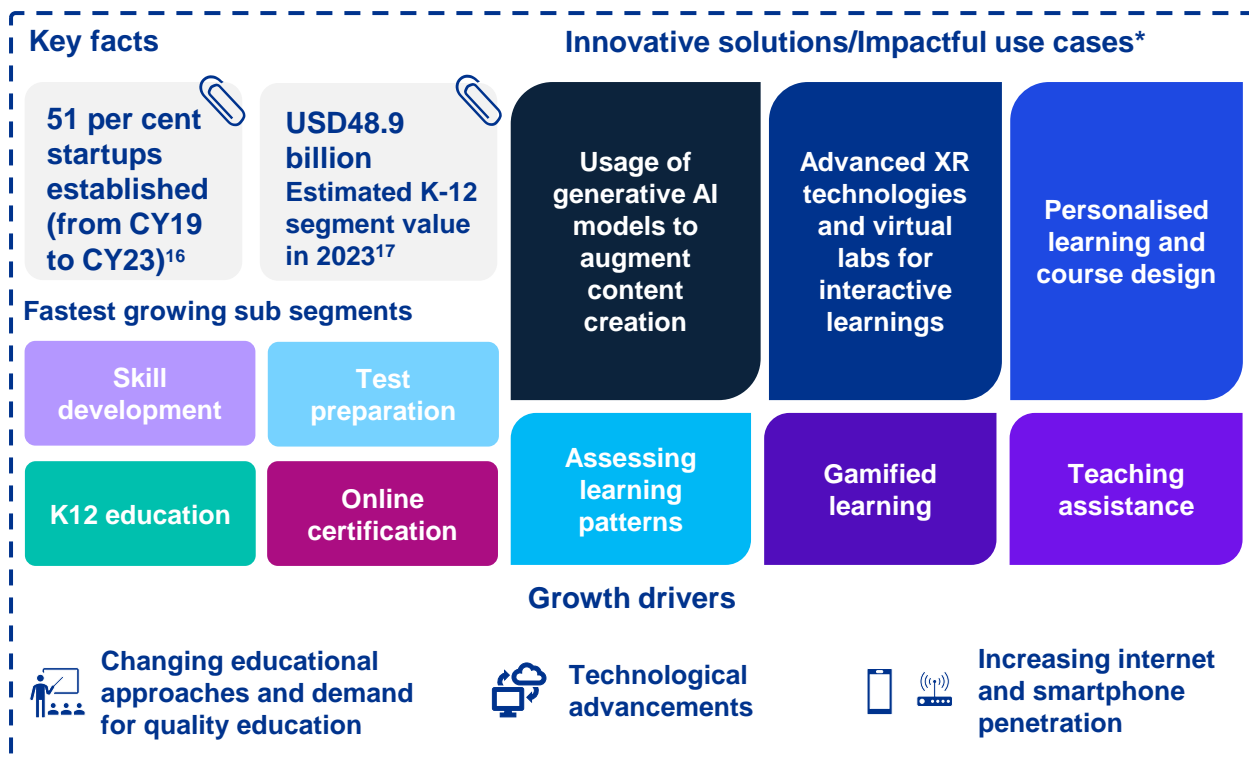 Key facts
51 per cent
startups
established
(from CY19
to CY23)16
USD48.9
billion
Estimated K-12
segment value
in 202317
Fastest growing sub segments
Skill
development
Test
preparation
K12 education
Online
certification
Innovative solutions/Impactful use cases*
Usage of
generative AI
models to
augment
content
creation
Advanced XR
technologies
and virtual
labs for
interactive
learnings
Personalised
learning and
course design
Assessing
learning
patterns
Gamified
learning
Teaching
assistance
Growth drivers
Changing educational
approaches and demand
for quality education
Technological
advancements
Increasing internet
and smartphone
penetration